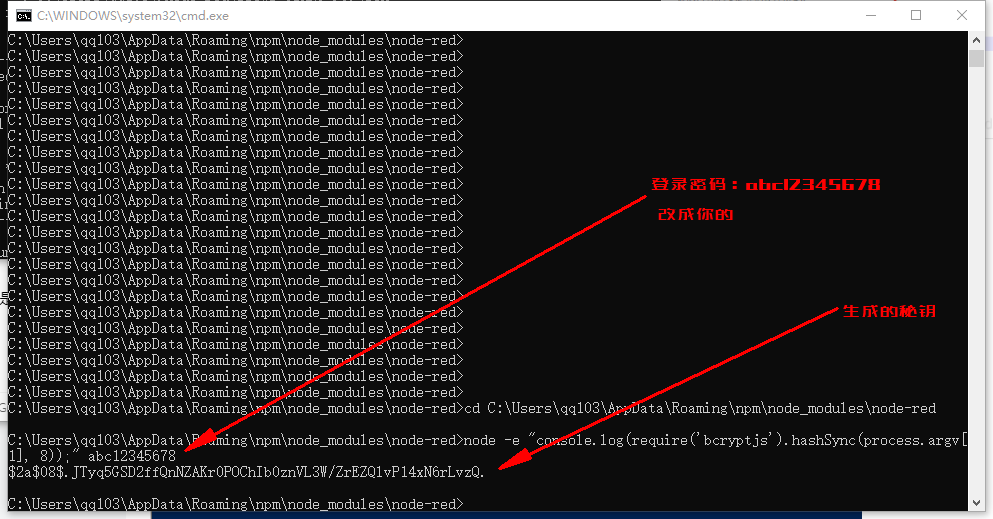 C:\WINDOWS\system32\cmd.exe
C:\Users\qq103\AppData\Roaming\npm\node_modules\node-red>
C:\Users\qq103\AppData\Roaming\npm\node_modules\node-red>
C:\Users\qq103\AppData\Roaming\npm\node_modules\node-red>
C:\Users\qq103\AppData\Roaming\npm\node_modules\node-red>
C:\Users\qq103\AppData\Roaming\npm\node_modules\node-red>
C:\Users\qq103\AppData\Roaming\npm\node_modules\node-red>
C:\Users\qq103\AppData\Roaming\npm\node_modules\node-red>
C:\Users\qq103\AppData\Roaming\npm\node_modules\node-red>
C:\Users\qq103\AppData\Roaming\npm\node_modules\node-red>
C:\Users\qq103\AppData\Roaming\npm\node_modules\node-red>
登录密码：abc12345678
C:\Users\qq103\AppData\Roaming\npm\node_modules\node-red>
C:\Users\qq103\AppData\Roaming\npm\node_modules\node-red>
改成你的
C:\Users\qq103\AppData\Roaming\npm\node_modules\node-red>
C:\Users\qq103\AppData\Roaming\npm\node_modules\node-red>
C:\Users\qq103\AppData\Roaming\npm\node_modules\node-red>
C:\Users\qq103\AppData\Roaming\npm\node_modules\node-red>
C:\Users\qq103\AppData\Roaming\npm\node_modules\node-red>
C:\Users\qq103\AppData\Roaming\npm\node_modules\node-red>
生成的秘钥
C:\Users\qq103\AppData\Roaming\npm\node_modules\node-red>
C:\Users\qq103\AppData\Roaming\npm\node_modules\node-red>
C:\Users\qq103\AppData\Roaming\npm\node_modules\node-red>
C:\Users\qq103\AppData\Roaming\npm\node_modules\node-red>
C:\Users\qq103\AppData\Roaming\npm\node_modules\node-red>
C:\Users\qq103\AppData\Roaming\npm\node_modules\node-red>cd C:\Users\qq103\AppData\Roaming\npm\node_modules\node-red
C:\Users\qq103\AppData\Roaming\npm\node_modules\node-red>node -e "console.log(require('bcryptjs').hashSync(process.argv[
1], 8));" abc12345678
$2a$08$.JTyq5GSD2ffQnNZAKr0POChIb0znVL3W/ZrEZQ1vP14xN6rLvzQ.
C:\Users\qq103\AppData\Roaming\npm\node_modules\node-red>